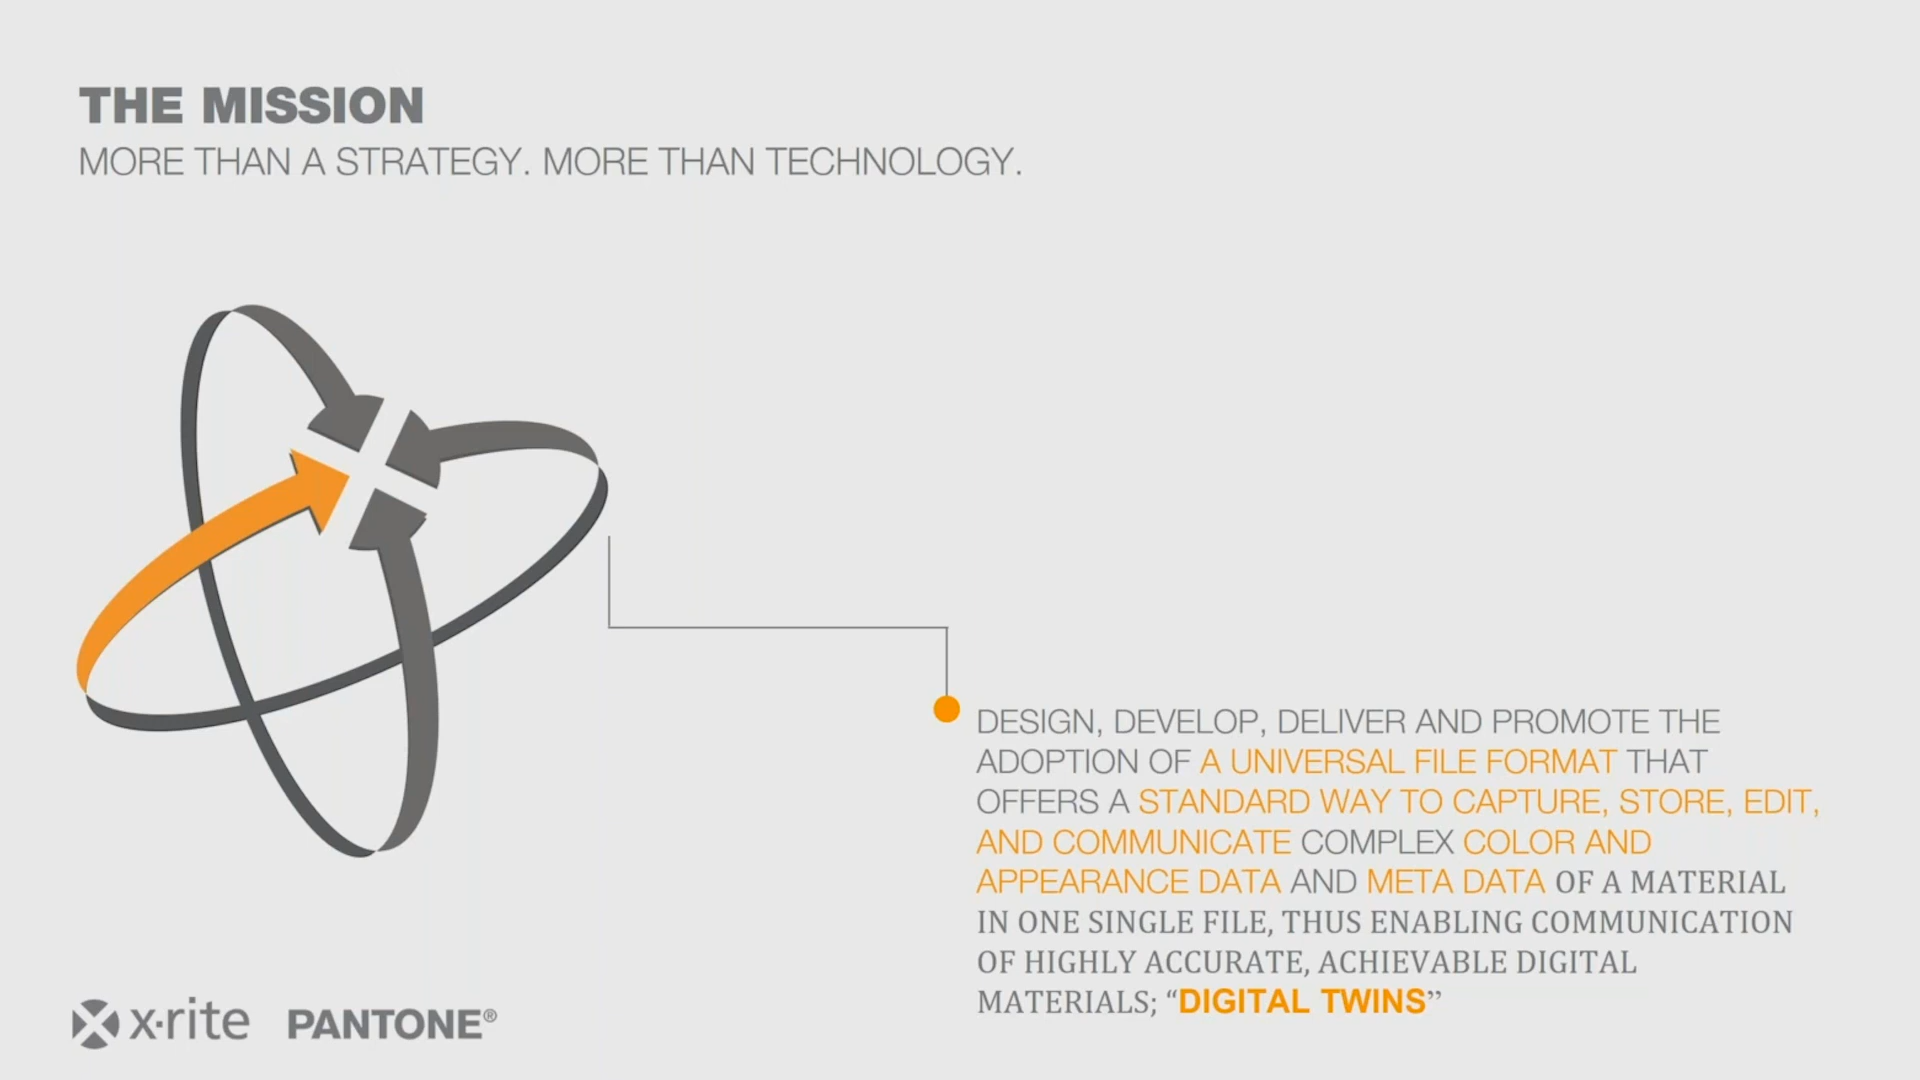 THE MISSION
MORE THAN A STRATEGY. MORE THAN TECHNOLOGY.
DESIGN, DEVELOP, DELIVER AND PROMOTE THE
ADOPTION OF A UNIVERSAL FILE FORMAT THAT
OFFERS A STANDARD WAY TO CAPTURE, STORE, EDIT,
AND COMMUNICATE COMPLEX COLOR AND
APPEARANCE DATA AND META DATA OF A MATERIAL
IN ONE SINGLE FILE, THUS ENABLING COMMUNICATION
OF HIGHLY ACCURATE, ACHIEVABLE DIGITAL
MATERIALS; “DIGITAL TWINS”
x·rite PANTONE®